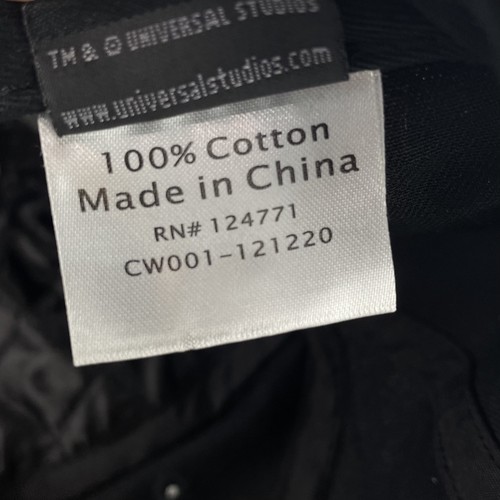 TM & © UNIVERSAL STUDIOS
www.universalstudios.com
100% Cotton
Made in China
RN# 124771
CW001-121220